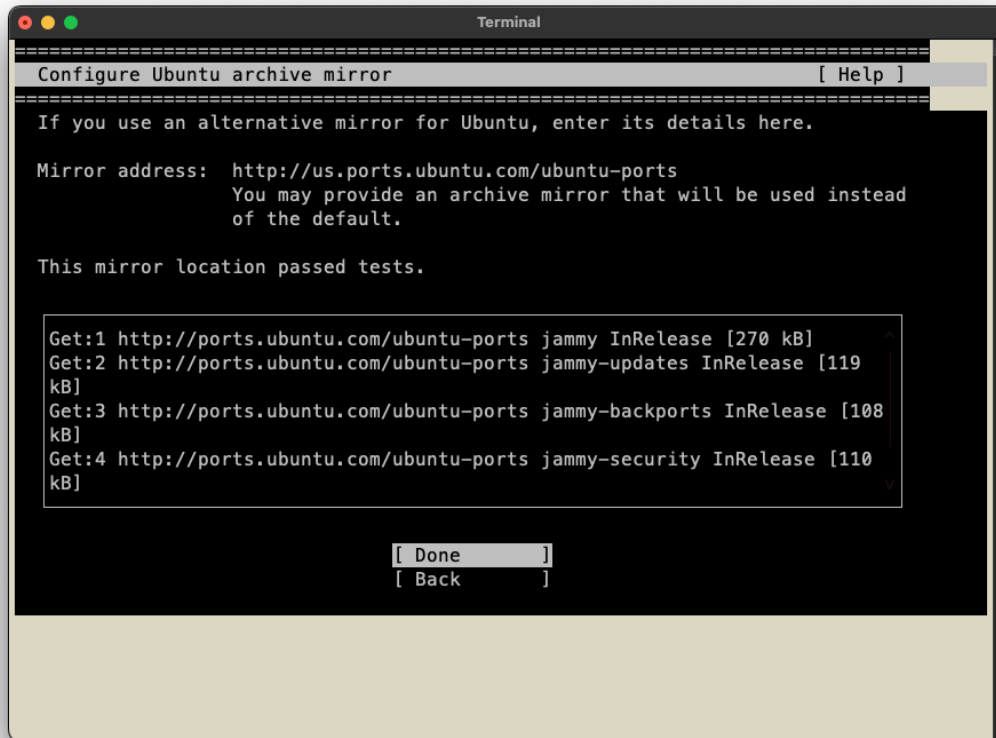 Terminal
================================================================================
Configure Ubuntu archive mirror [ Help ]
================================================================================
If you use an alternative mirror for Ubuntu, enter its details here.
Mirror address: http://us.ports.ubuntu.com/ubuntu-ports
You may provide an archive mirror that will be used instead
of the default.
This mirror location passed tests.
Get:1 http://ports.ubuntu.com/ubuntu-ports jammy InRelease [270 kB] ^
Get:2 http://ports.ubuntu.com/ubuntu-ports jammy-updates InRelease [119
kB]
Get:3 http://ports.ubuntu.com/ubuntu-ports jammy-backports InRelease [108
kB]
Get:4 http://ports.ubuntu.com/ubuntu-ports jammy-security InRelease [110
kB] v
[ Done ]
[ Back ]